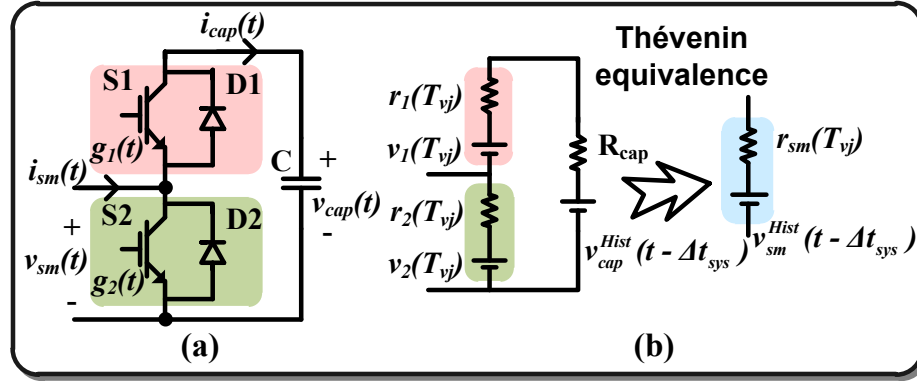 i_cap(t)
S1
D1
g_1(t)
i_sm(t)
C
+
v_cap(t)
-
S2
D2
+
v_sm(t)
g_2(t)
-
(a)
r_1(T_vj)
v_1(T_vj)
r_2(T_vj)
v_2(T_vj)
R_cap
v_cap^Hist(t - Δt_sys)
Thévenin
equivalence
r_sm(T_vj)
v_sm^Hist(t - Δt_sys)
(b)